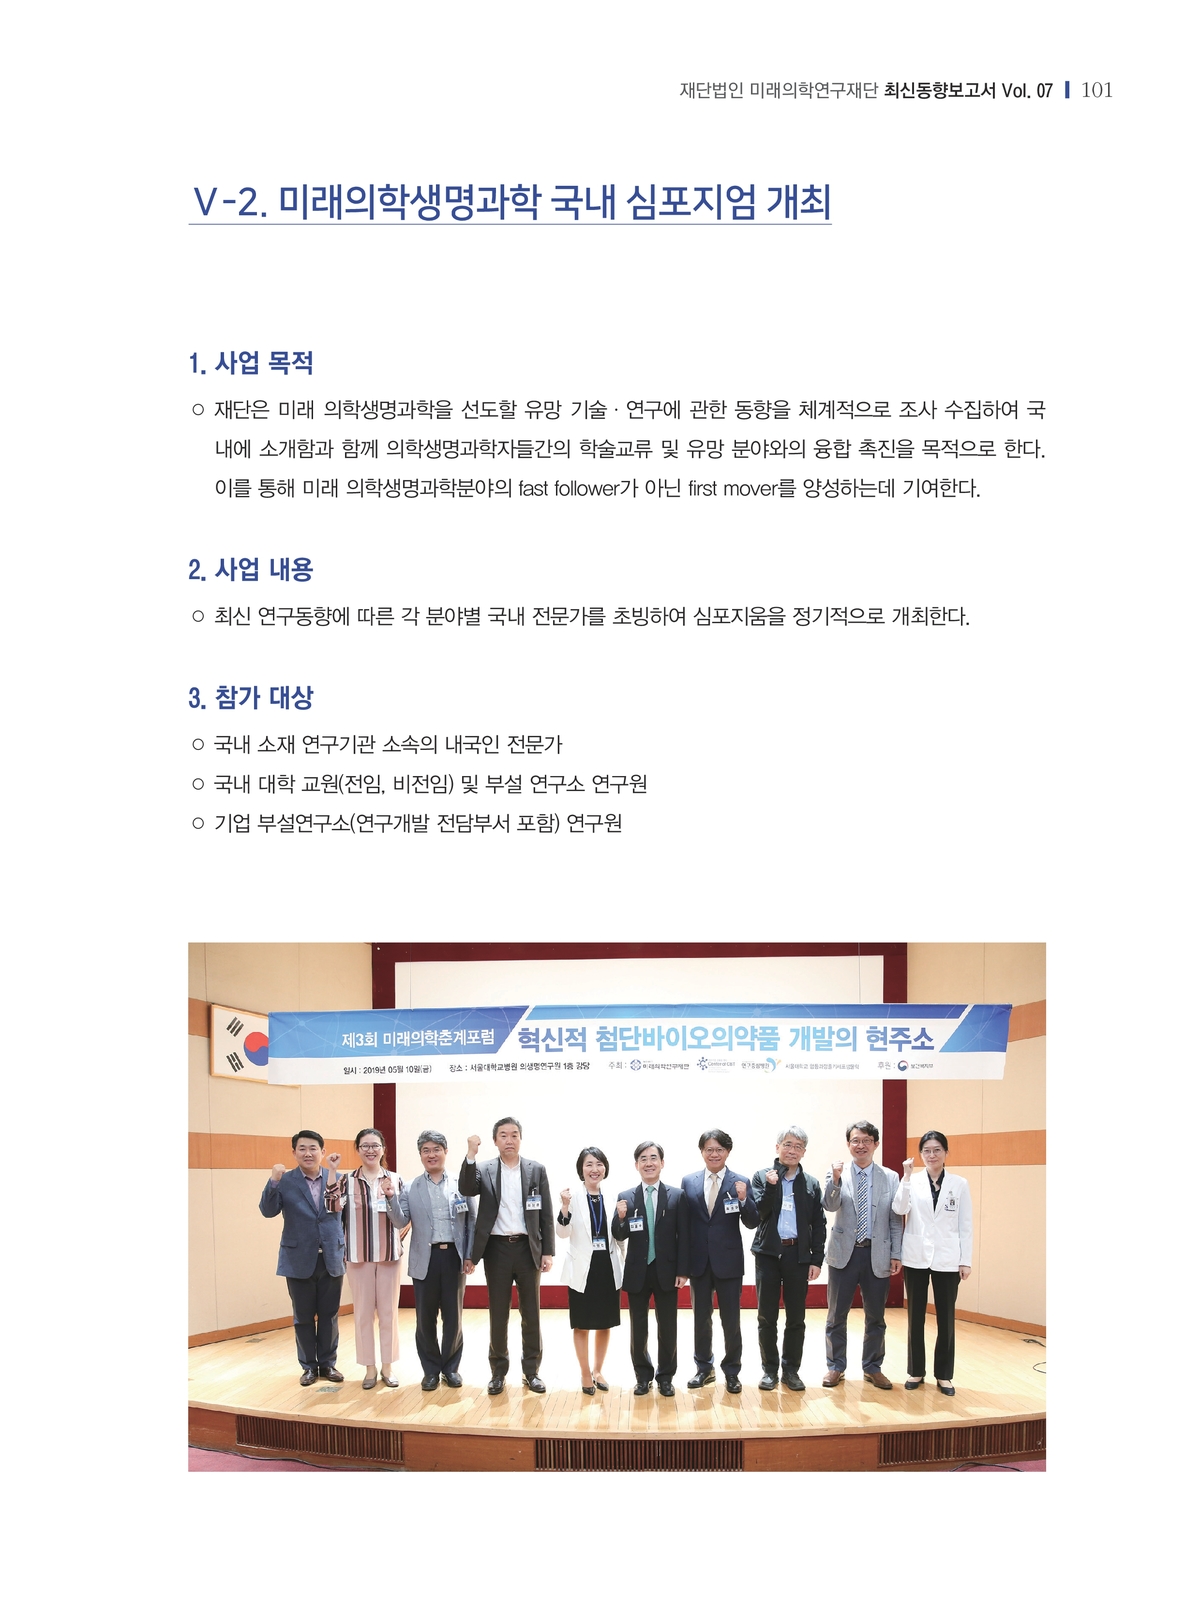 재단법인 미래의학연구재단 최신동향보고서 Vol. 07 101
Ⅴ-2. 미래의학생명과학 국내 심포지엄 개최
1. 사업 목적
○ 재단은 미래 의학생명과학을 선도할 유망 기술 · 연구에 관한 동향을 체계적으로 조사 수집하여 국
내에 소개함과 함께 의학생명과학자들간의 학술교류 및 유망 분야와의 융합 촉진을 목적으로 한다.
이를 통해 미래 의학생명과학분야의 fast follower가 아닌 first mover를 양성하는데 기여한다.
2. 사업 내용
○ 최신 연구동향에 따른 각 분야별 국내 전문가를 초빙하여 심포지움을 정기적으로 개최한다.
3. 참가 대상
○ 국내 소재 연구기관 소속의 내국인 전문가
○ 국내 대학 교원(전임, 비전임) 및 부설 연구소 연구원
○ 기업 부설연구소(연구개발 전담부서 포함) 연구원
제3회 미래의학춘계포럼 혁신적 첨단바이오의약품 개발의 현주소
일시 : 2019년 05월 10일(금) 장소 : 서울대학교병원 의생명연구원 1층 강당 주최 : 미래의학연구재단 후원 : 보건복지부